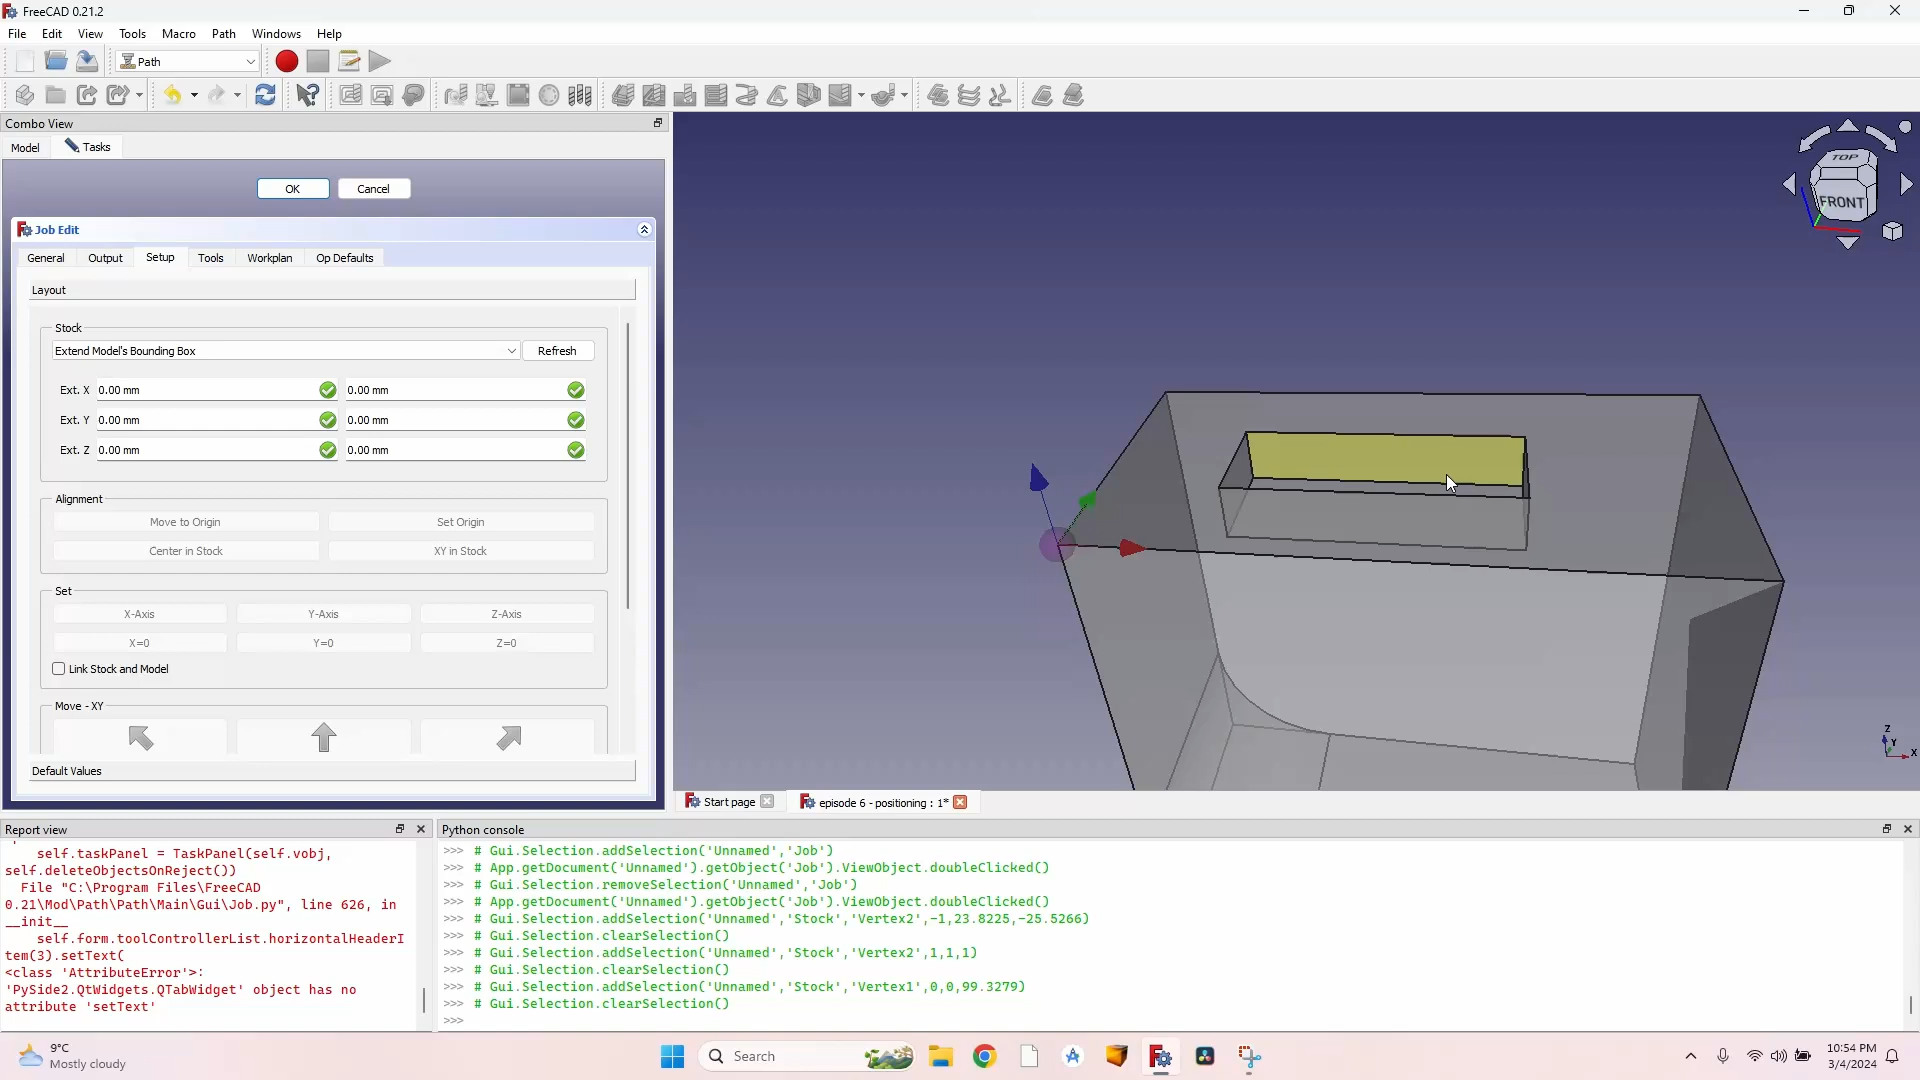 FreeCAD 0.21.2
File Edit View Tools Macro Path Windows Help
Path
Combo View
Model Tasks
OK Cancel
Job Edit
General Output Setup Tools Workplan Op Defaults
Layout
Stock
Extend Model's Bounding Box Refresh
Ext. X 0.00 mm 0.00 mm
Ext. Y 0.00 mm 0.00 mm
Ext. Z 0.00 mm 0.00 mm
Alignment
Move to Origin Set Origin
Center in Stock XY in Stock
Set
X-Axis Y-Axis Z-Axis
X=0 Y=0 Z=0
Link Stock and Model
Move - XY
Default Values
TOP
FRONT
Z
Y
X
Start page episode 6 - positioning : 1*
Report view
self.taskPanel = TaskPanel(self.vobj,
self.deleteObjectsOnReject())
File "C:\Program Files\FreeCAD
0.21\Mod\Path\Path\Main\Gui\Job.py", line 626, in
__init__
self.form.toolControllerList.horizontalHeaderI
tem(3).setText(
<class 'AttributeError'>:
'PySide2.QtWidgets.QTabWidget' object has no
attribute 'setText'
Python console
>>> # Gui.Selection.addSelection('Unnamed','Job')
>>> # App.getDocument('Unnamed').getObject('Job').ViewObject.doubleClicked()
>>> # Gui.Selection.removeSelection('Unnamed','Job')
>>> # App.getDocument('Unnamed').getObject('Job').ViewObject.doubleClicked()
>>> # Gui.Selection.addSelection('Unnamed','Stock','Vertex2',-1,23.8225,-25.5266)
>>> # Gui.Selection.clearSelection()
>>> # Gui.Selection.addSelection('Unnamed','Stock','Vertex2',1,1,1)
>>> # Gui.Selection.clearSelection()
>>> # Gui.Selection.addSelection('Unnamed','Stock','Vertex1',0,0,99.3279)
>>> # Gui.Selection.clearSelection()
>>>
9°C
Mostly cloudy
Search
10:54 PM
3/4/2024